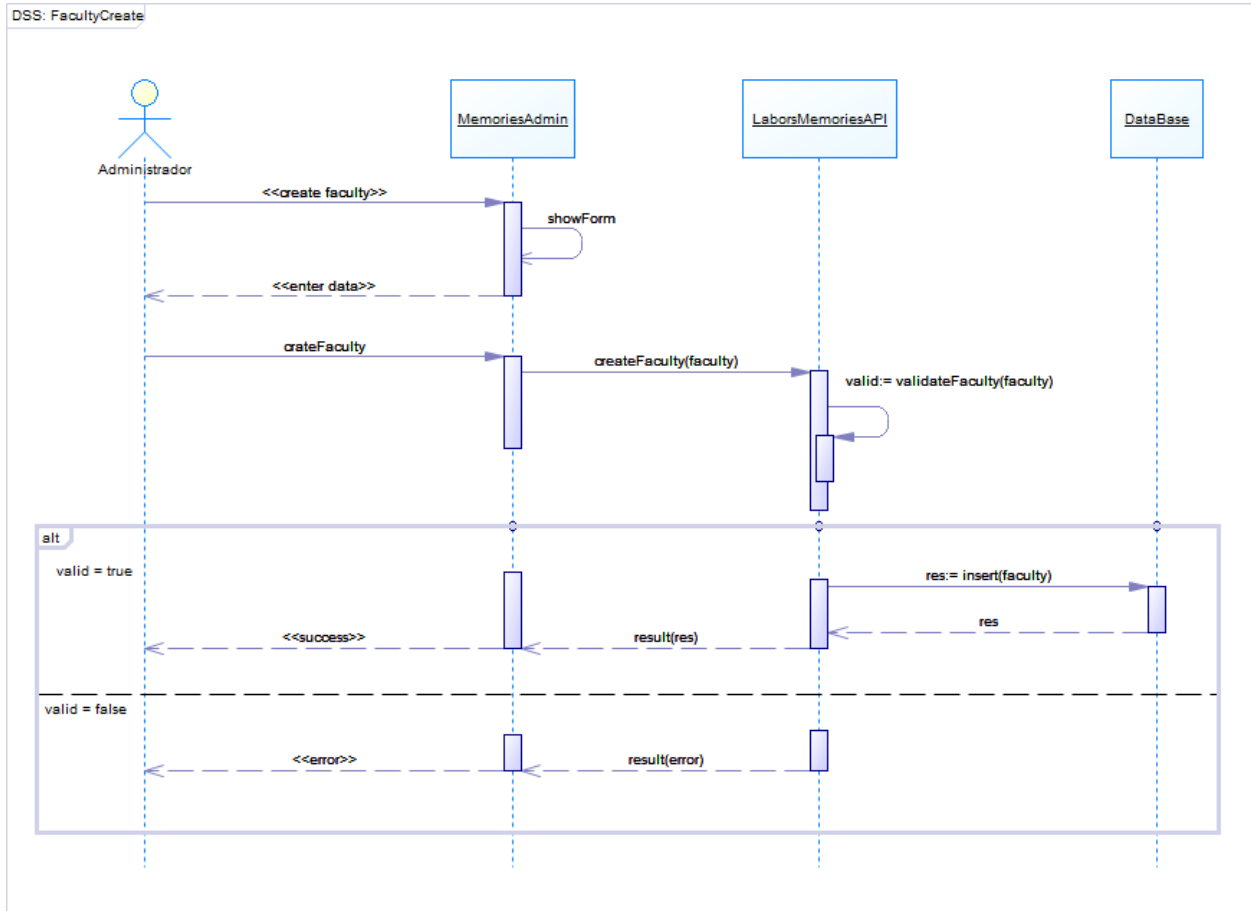 DSS: FacultyCreate
MemoriesAdmin
LaborsMemoriesAPI
DataBase
Administrador
<<create faculty>>
showForm
<<enter data>>
crateFaculty
createFaculty(faculty)
valid:= validateFaculty(faculty)
alt
valid = true
res:= insert(faculty)
res
<<success>>
result(res)
valid = false
<<error>>
result(error)